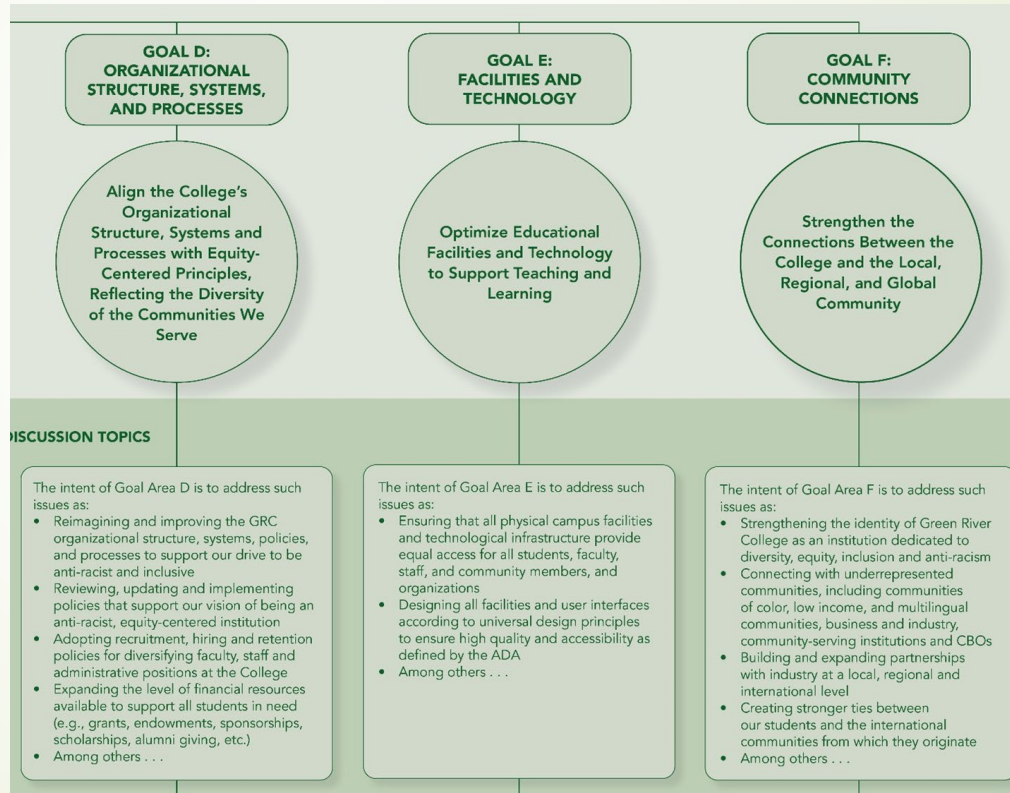 GOAL D:
ORGANIZATIONAL
STRUCTURE, SYSTEMS,
AND PROCESSES
Align the College's
Organizational
Structure, Systems and
Processes with Equity-
Centered Principles,
Reflecting the Diversity
of the Communities We
Serve
GOAL E:
FACILITIES AND
TECHNOLOGY
Optimize Educational
Facilities and Technology
to Support Teaching and
Learning
GOAL F:
COMMUNITY
CONNECTIONS
Strengthen the
Connections Between the
College and the Local,
Regional, and Global
Community
DISCUSSION TOPICS
The intent of Goal Area D is to address such
issues as:
• Reimagining and improving the GRC
organizational structure, systems, policies,
and processes to support our drive to be
anti-racist and inclusive
• Reviewing, updating and implementing
policies that support our vision of being an
anti-racist, equity-centered institution
• Adopting recruitment, hiring and retention
policies for diversifying faculty, staff and
administrative positions at the College
• Expanding the level of financial resources
available to support all students in need
(e.g., grants, endowments, sponsorships,
scholarships, alumni giving, etc.)
• Among others . . .
The intent of Goal Area E is to address such
issues as:
• Ensuring that all physical campus facilities
and technological infrastructure provide
equal access for all students, faculty,
staff, and community members, and
organizations
• Designing all facilities and user interfaces
according to universal design principles
to ensure high quality and accessibility as
defined by the ADA
• Among others . . .
The intent of Goal Area F is to address such
issues as:
• Strengthening the identity of Green River
College as an institution dedicated to
diversity, equity, inclusion and anti-racism
• Connecting with underrepresented
communities, including communities
of color, low income, and multilingual
communities, business and industry,
community-serving institutions and CBOs
• Building and expanding partnerships
with industry at a local, regional and
international level
• Creating stronger ties between
our students and the international
communities from which they originate
• Among others . . .